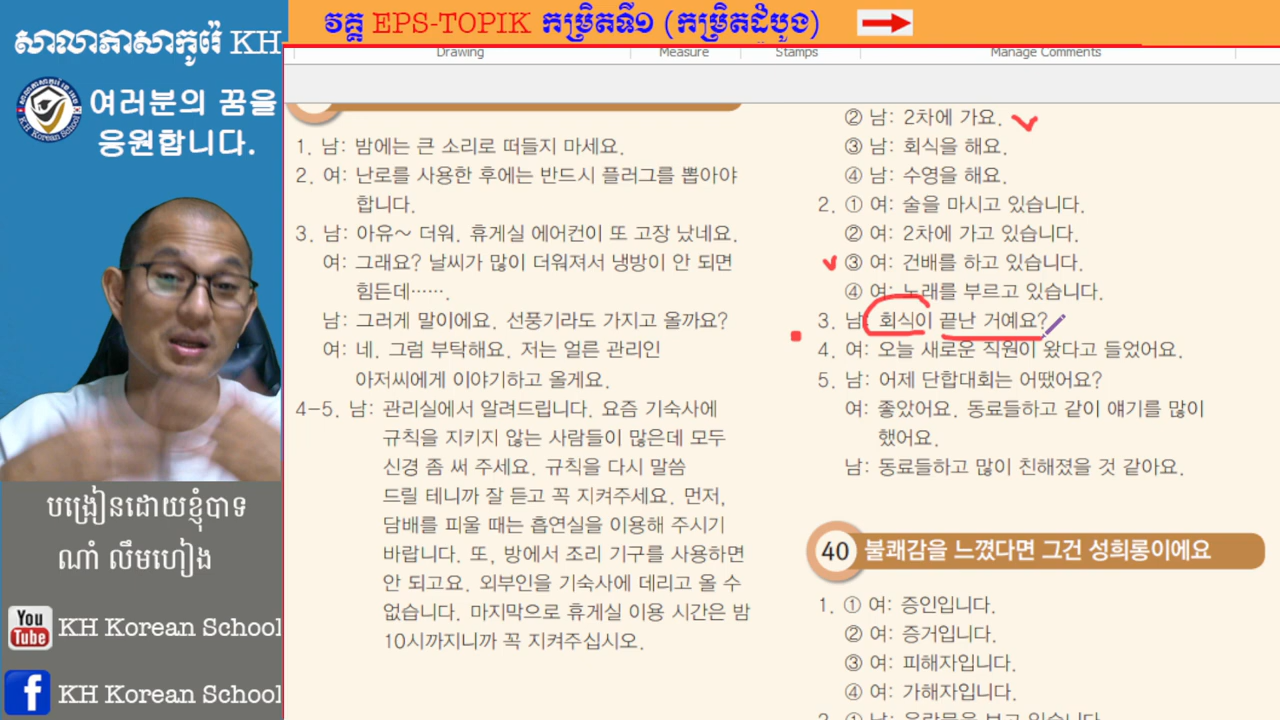 សាលាភាសាកូរ៉េ KH
여러분의 꿈을
응원합니다.
វគ្គ EPS-TOPIK កម្រិតទី១ (កម្រិតដំបូង)
Drawing
Measure
Stamps
Manage Comments
1. 남: 밤에는 큰 소리로 떠들지 마세요.
2. 여: 난로를 사용한 후에는 반드시 플러그를 뽑아야
합니다.
3. 남: 아유~ 더워. 휴게실 에어컨이 또 고장 났네요.
여: 그래요? 날씨가 많이 더워져서 냉방이 안 되면
힘든데…….
남: 그러게 말이에요. 선풍기라도 가지고 올까요?
여: 네. 그럼 부탁해요. 저는 얼른 관리인
아저씨에게 이야기하고 올게요.
4-5. 남: 관리실에서 알려드립니다. 요즘 기숙사에
규칙을 지키지 않는 사람들이 많은데 모두
신경 좀 써 주세요. 규칙을 다시 말씀
드릴 테니까 잘 듣고 꼭 지켜주세요. 먼저,
담배를 피울 때는 흡연실을 이용해 주시기
바랍니다. 또, 방에서 조리 기구를 사용하면
안 되고요. 외부인을 기숙사에 데리고 올 수
없습니다. 마지막으로 휴게실 이용 시간은 밤
10시까지니까 꼭 지켜주십시오.
② 남: 2차에 가요.
③ 남: 회식을 해요.
④ 남: 수영을 해요.
2. ① 여: 술을 마시고 있습니다.
② 여: 2차에 가고 있습니다.
③ 여: 건배를 하고 있습니다.
④ 여: 노래를 부르고 있습니다.
3. 남: 회식이 끝난 거예요?
4. 여: 오늘 새로운 직원이 왔다고 들었어요.
5. 남: 어제 단합대회는 어땠어요?
여: 좋았어요. 동료들하고 같이 얘기를 많이
했어요.
남: 동료들하고 많이 친해졌을 것 같아요.
40 불쾌감을 느꼈다면 그건 성희롱이에요
1. ① 여: 증인입니다.
② 여: 증거입니다.
③ 여: 피해자입니다.
④ 여: 가해자입니다.
បង្រៀនដោយខ្ញុំបាទ
ណាំ លឹមហៀង
You Tube KH Korean School
f KH Korean School